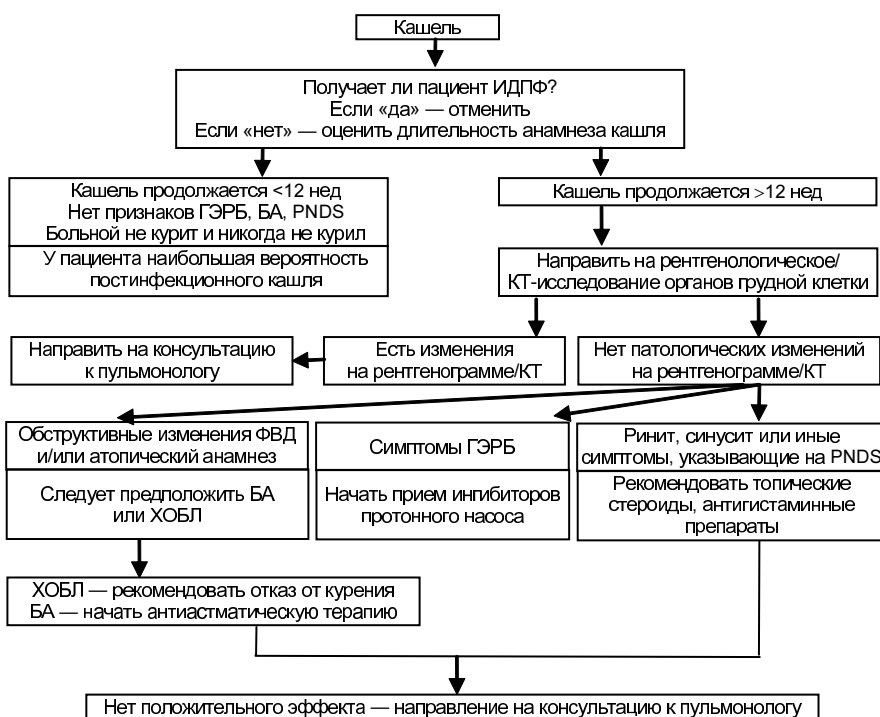 Кашель
Получает ли пациент ИДПФ?
Если «да» — отменить
Если «нет» — оценить длительность анамнеза кашля
Кашель продолжается <12 нед
Нет признаков ГЭРБ, БА, PNDS
Больной не курит и никогда не курил
У пациента наибольшая вероятность
постинфекционного кашля
Кашель продолжается >12 нед
Направить на рентгенологическое/
КТ-исследование органов грудной клетки
Направить на консультацию
к пульмонологу
Есть изменения
на рентгенограмме/КТ
Нет патологических изменений
на рентгенограмме/КТ
Обструктивные изменения ФВД
и/или атопический анамнез
Следует предположить БА
или ХОБЛ
Симптомы ГЭРБ
Начать прием ингибиторов
протонного насоса
Ринит, синусит или иные
симптомы, указывающие на PNDS
Рекомендовать топические
стероиды, антигистаминные
препараты
ХОБЛ — рекомендовать отказ от курения
БА — начать антиастматическую терапию
Нет положительного эффекта — направление на консультацию к пульмонологу